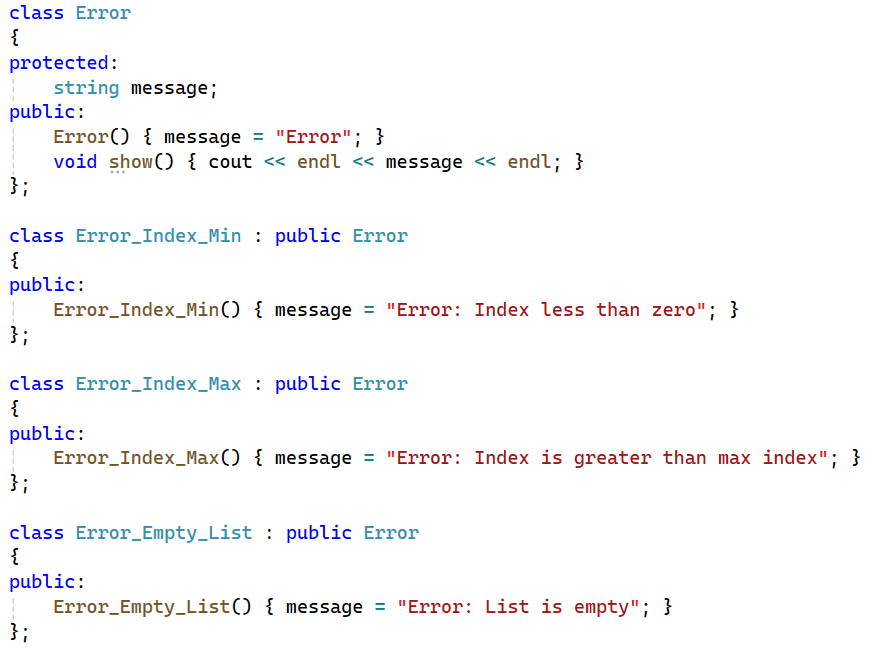 class Error
{
protected:
    string message;
public:
    Error() { message = "Error"; }
    void show() { cout << endl << message << endl; }
};

class Error_Index_Min : public Error
{
public:
    Error_Index_Min() { message = "Error: Index less than zero"; }
};

class Error_Index_Max : public Error
{
public:
    Error_Index_Max() { message = "Error: Index is greater than max index"; }
};

class Error_Empty_List : public Error
{
public:
    Error_Empty_List() { message = "Error: List is empty"; }
};